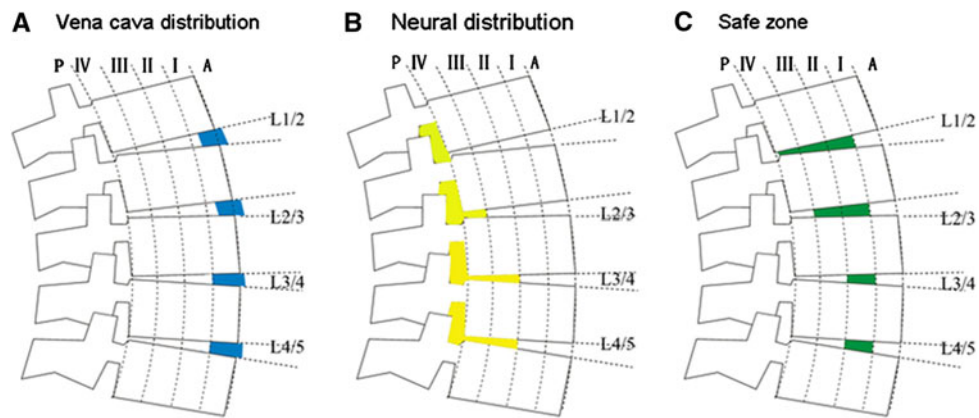 A Vena cava distribution
P IV III II I A
L1/2
L2/3
L3/4
L4/5
B Neural distribution
P IV III II I A
L1/2
L2/3
L3/4
L4/5
C Safe zone
P IV III II I A
L1/2
L2/3
L3/4
L4/5